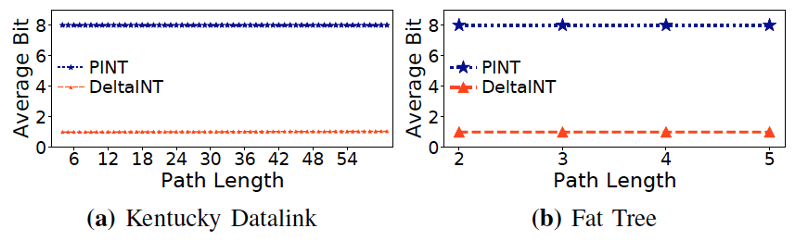 Average Bit
8
6
4
2
0
PINT
DeltaINT
6 12 18 24 30 36 42 48 54
Path Length
(a) Kentucky Datalink
Average Bit
8
6
4
2
0
PINT
DeltaINT
2 3 4 5
Path Length
(b) Fat Tree